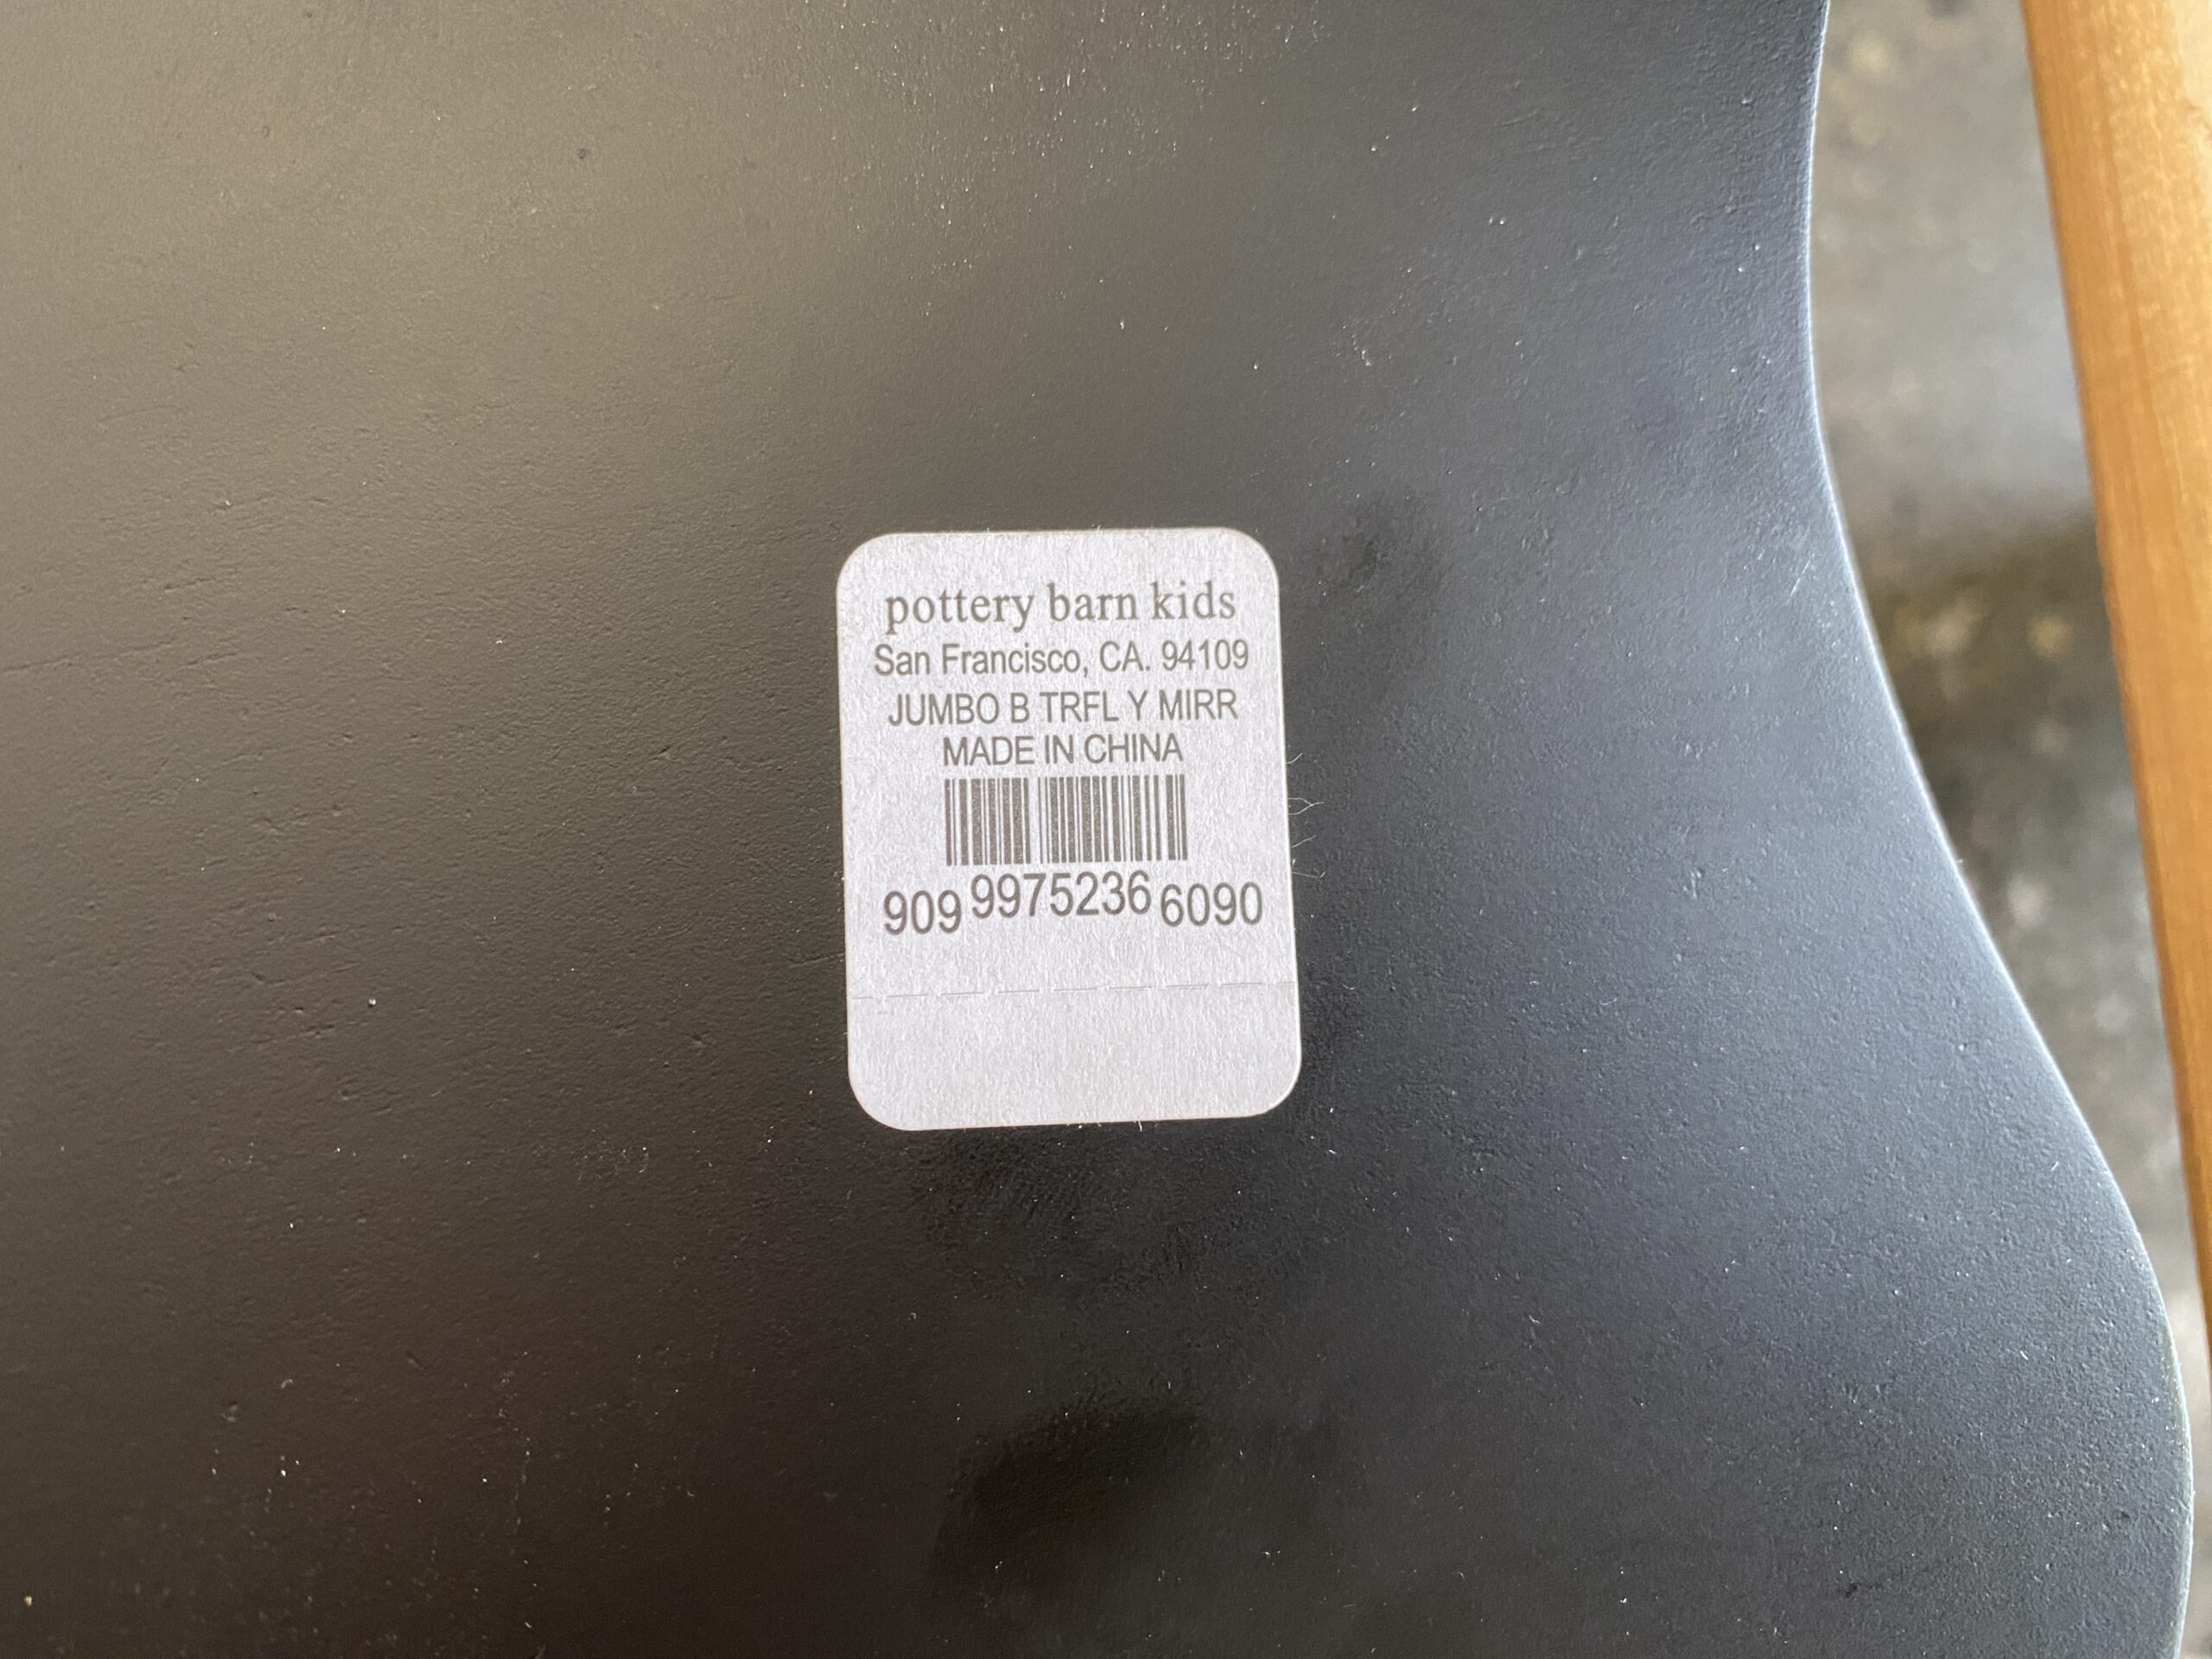 pottery barn kids
San Francisco, CA. 94109
JUMBO B TRFL Y MIRR
MADE IN CHINA
909 9975236 6090